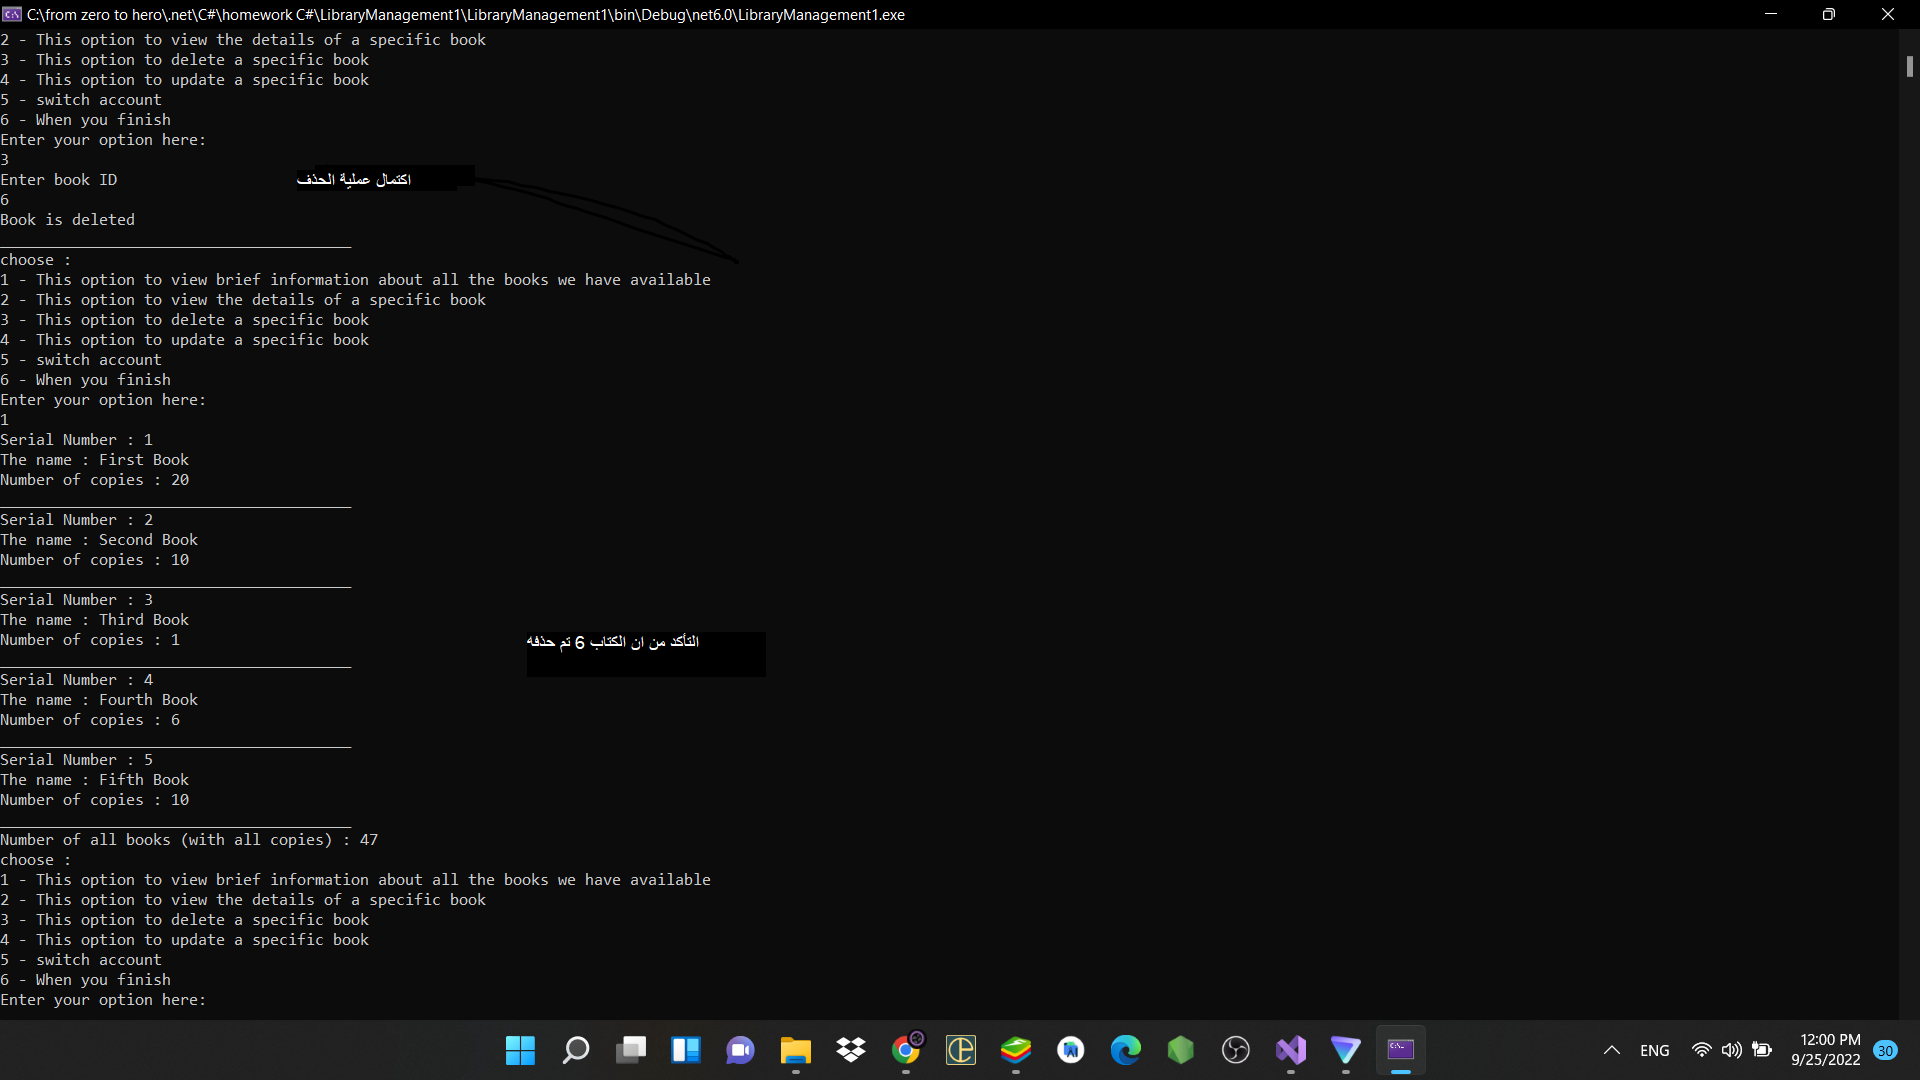 C:\from zero to hero\.net\C#\homework C#\LibraryManagement1\LibraryManagement1\bin\Debug\net6.0\LibraryManagement1.exe
2 - This option to view the details of a specific book
3 - This option to delete a specific book
4 - This option to update a specific book
5 - switch account
6 - When you finish
Enter your option here:
3
Enter book ID
اكتمال عملية الحذف
6
Book is deleted
_______________________________________
choose :
1 - This option to view brief information about all the books we have available
2 - This option to view the details of a specific book
3 - This option to delete a specific book
4 - This option to update a specific book
5 - switch account
6 - When you finish
Enter your option here:
1
Serial Number : 1
The name : First Book
Number of copies : 20
_______________________________________
Serial Number : 2
The name : Second Book
Number of copies : 10
_______________________________________
Serial Number : 3
The name : Third Book
Number of copies : 1
التأكد من ان الكتاب 6 تم حذفه
_______________________________________
Serial Number : 4
The name : Fourth Book
Number of copies : 6
_______________________________________
Serial Number : 5
The name : Fifth Book
Number of copies : 10
_______________________________________
Number of all books (with all copies) : 47
choose :
1 - This option to view brief information about all the books we have available
2 - This option to view the details of a specific book
3 - This option to delete a specific book
4 - This option to update a specific book
5 - switch account
6 - When you finish
Enter your option here:
ENG
12:00 PM
9/25/2022
30